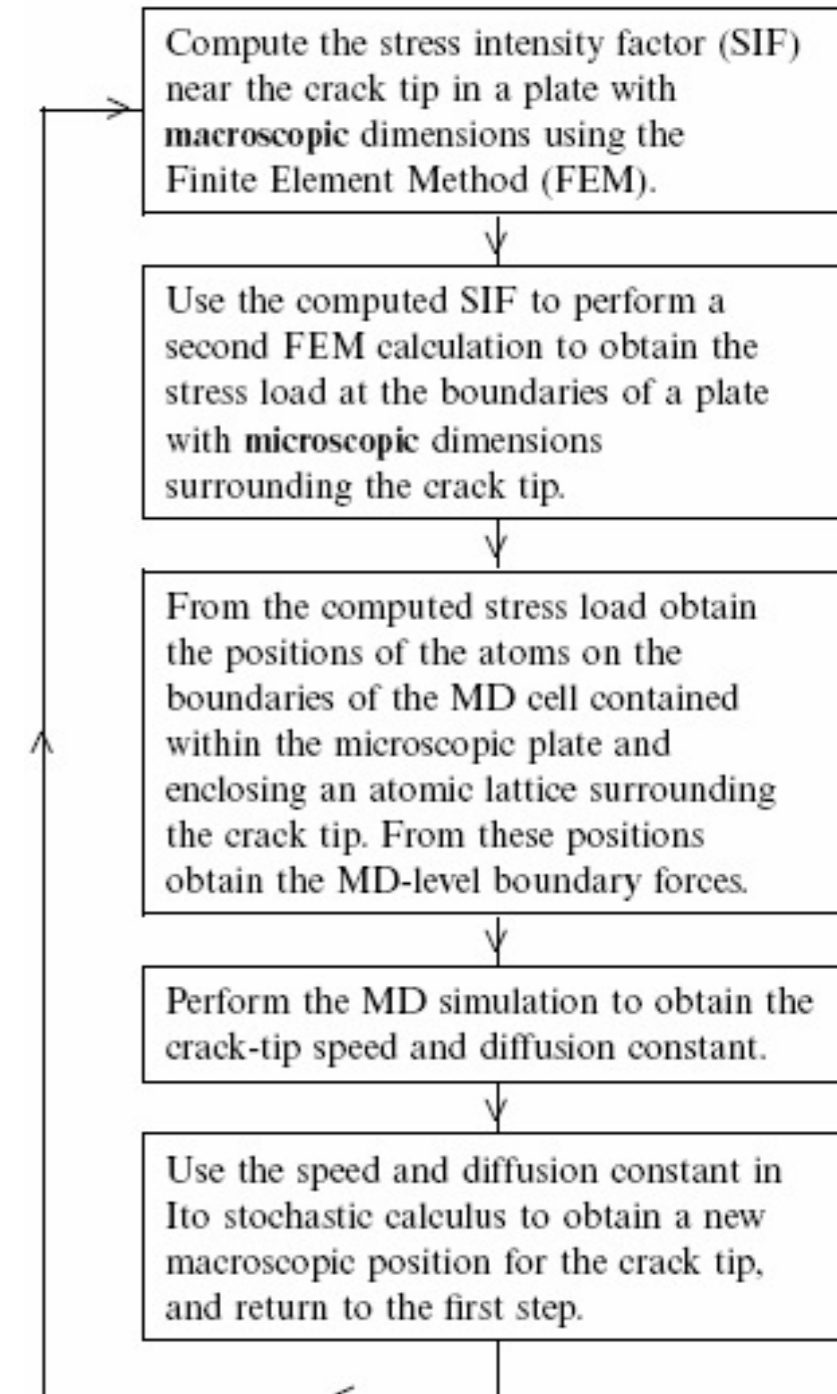 Compute the stress intensity factor (SIF)
near the crack tip in a plate with
macroscopic dimensions using the
Finite Element Method (FEM).
Use the computed SIF to perform a
second FEM calculation to obtain the
stress load at the boundaries of a plate
with microscopic dimensions
surrounding the crack tip.
From the computed stress load obtain
the positions of the atoms on the
boundaries of the MD cell contained
within the microscopic plate and
enclosing an atomic lattice surrounding
the crack tip. From these positions
obtain the MD-level boundary forces.
Perform the MD simulation to obtain the
crack-tip speed and diffusion constant.
Use the speed and diffusion constant in
Ito stochastic calculus to obtain a new
macroscopic position for the crack tip,
and return to the first step.